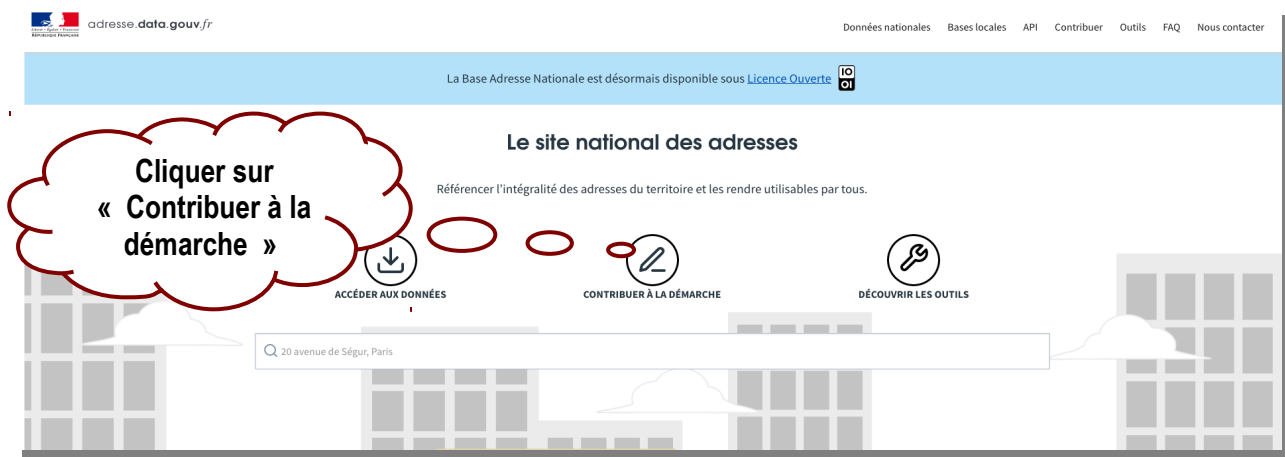 adresse.data.gouv.fr
Données nationales Bases locales API Contribuer Outils FAQ Nous contacter
RÉPUBLIQUE FRANÇAISE
La Base Adresse Nationale est désormais disponible sous Licence Ouverte
Le site national des adresses
Référencer l'intégralité des adresses du territoire et les rendre utilisables par tous.
Cliquer sur
« Contribuer à la
démarche »
ACCÉDER AUX DONNÉES
CONTRIBUER À LA DÉMARCHE
DÉCOUVRIR LES OUTILS
20 avenue de Ségur, Paris